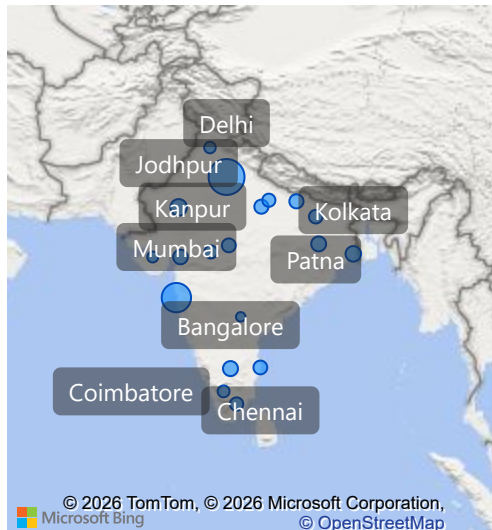 Delhi
Jodhpur
Kanpur
Kolkata
Mumbai
Patna
Bangalore
Coimbatore
Chennai
© 2026 TomTom, © 2026 Microsoft Corporation,
Microsoft Bing
© OpenStreetMap